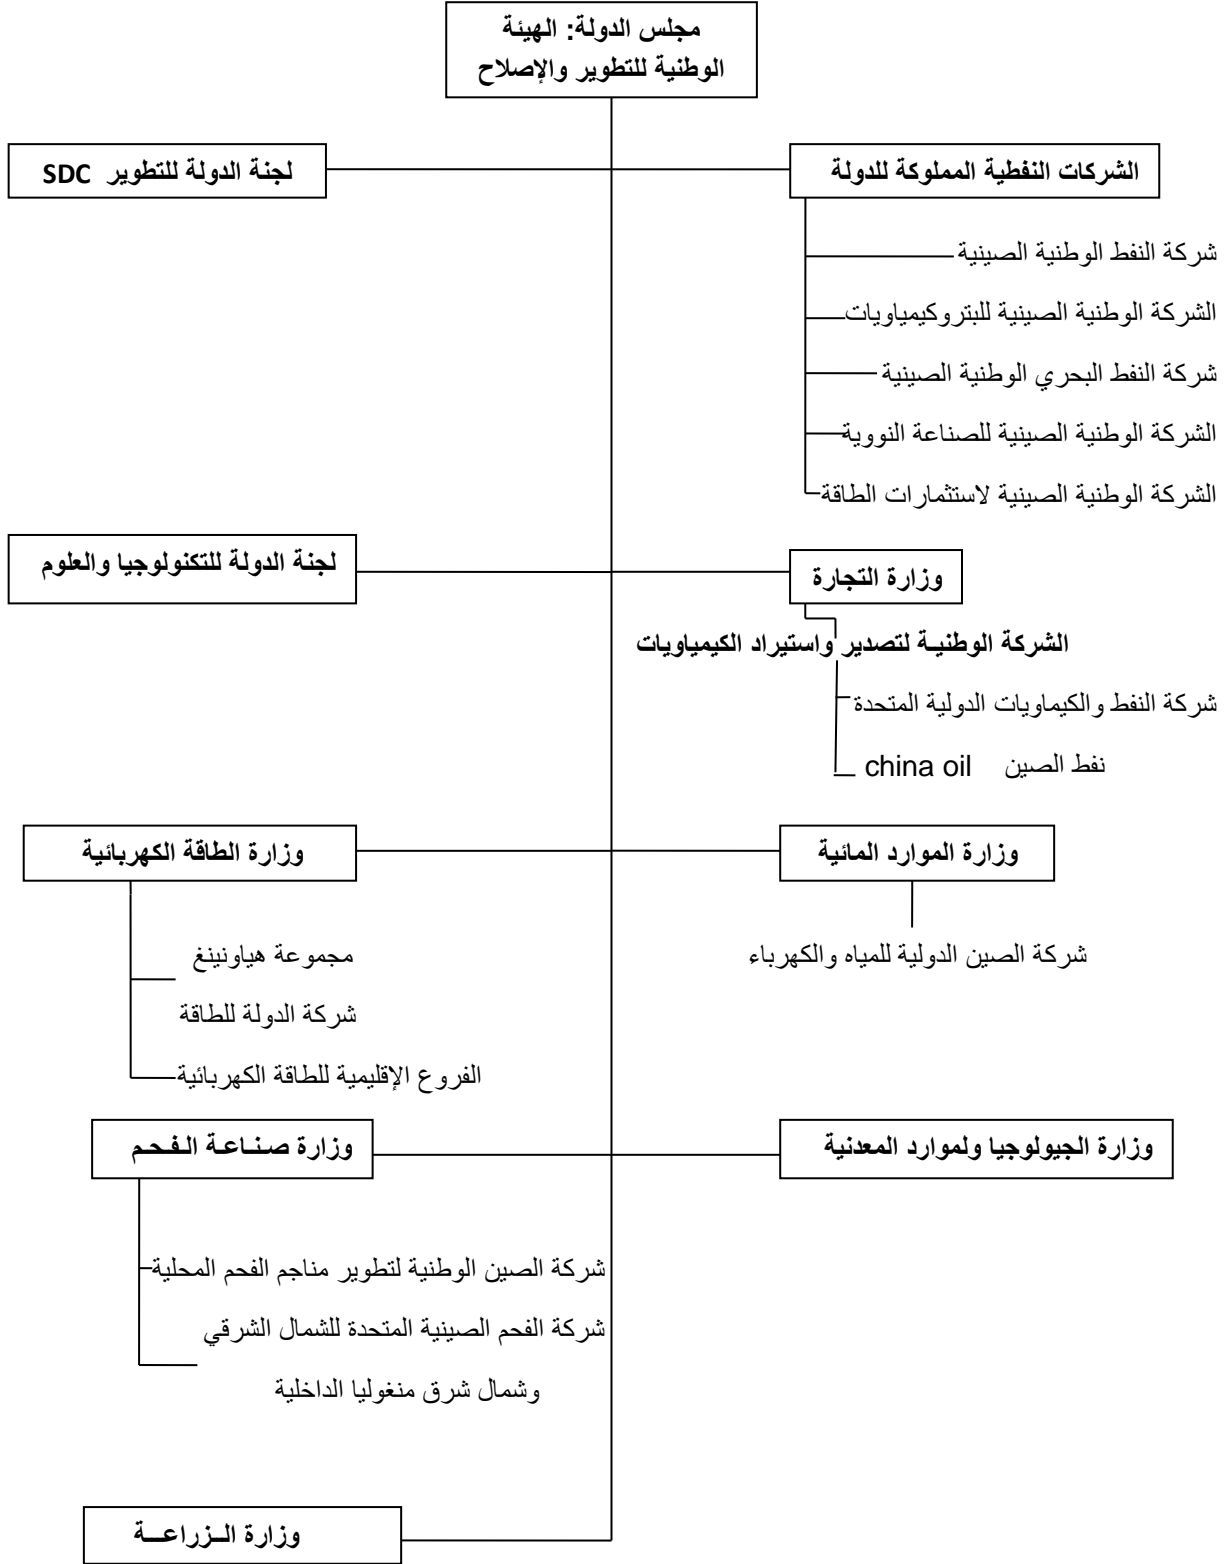 مجلس الدولة: الهيئة
الوطنية للتطوير والإصلاح
الشركات النفطية المملوكة للدولة
لجنة الدولة للتطوير SDC
شركة النفط الوطنية الصينية
الشركة الوطنية الصينية للبتروكيمياويات
شركة النفط البحري الوطنية الصينية
الشركة الوطنية الصينية للصناعة النووية
الشركة الوطنية الصينية لاستثمارات الطاقة
لجنة الدولة للتكنولوجيا والعلوم
وزارة التجارة
الشركة الوطنية لتصدير واستيراد الكيمياويات
شركة النفط والكيماويات الدولية المتحدة
نفط الصين china oil
وزارة الموارد المائية
وزارة الطاقة الكهربائية
شركة الصين الدولية للمياه والكهرباء
مجموعة هياونينغ
شركة الدولة للطاقة
الفروع الإقليمية للطاقة الكهربائية
وزارة الجيولوجيا ولموارد المعدنية
وزارة صناعة الفحم
شركة الصين الوطنية لتطوير مناجم الفحم المحلية
شركة الفحم الصينية المتحدة للشمال الشرقي
وشمال شرق منغوليا الداخلية
وزارة الزراعة